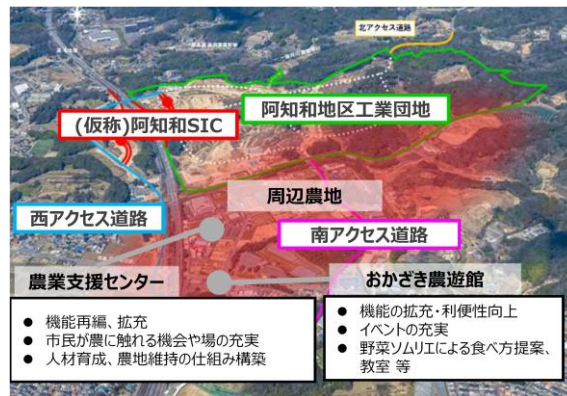 北アクセス道路
阿知和地区工業団地
(仮称)阿知和SIC
周辺農地
西アクセス道路
南アクセス道路
農業支援センター
● 機能再編、拡充
● 市民が農に触れる機会や場の充実
● 人材育成、農地維持の仕組み構築
おかざき農遊館
● 機能の拡充・利便性向上
● イベントの充実
● 野菜ソムリエによる食べ方提案、
教室 等